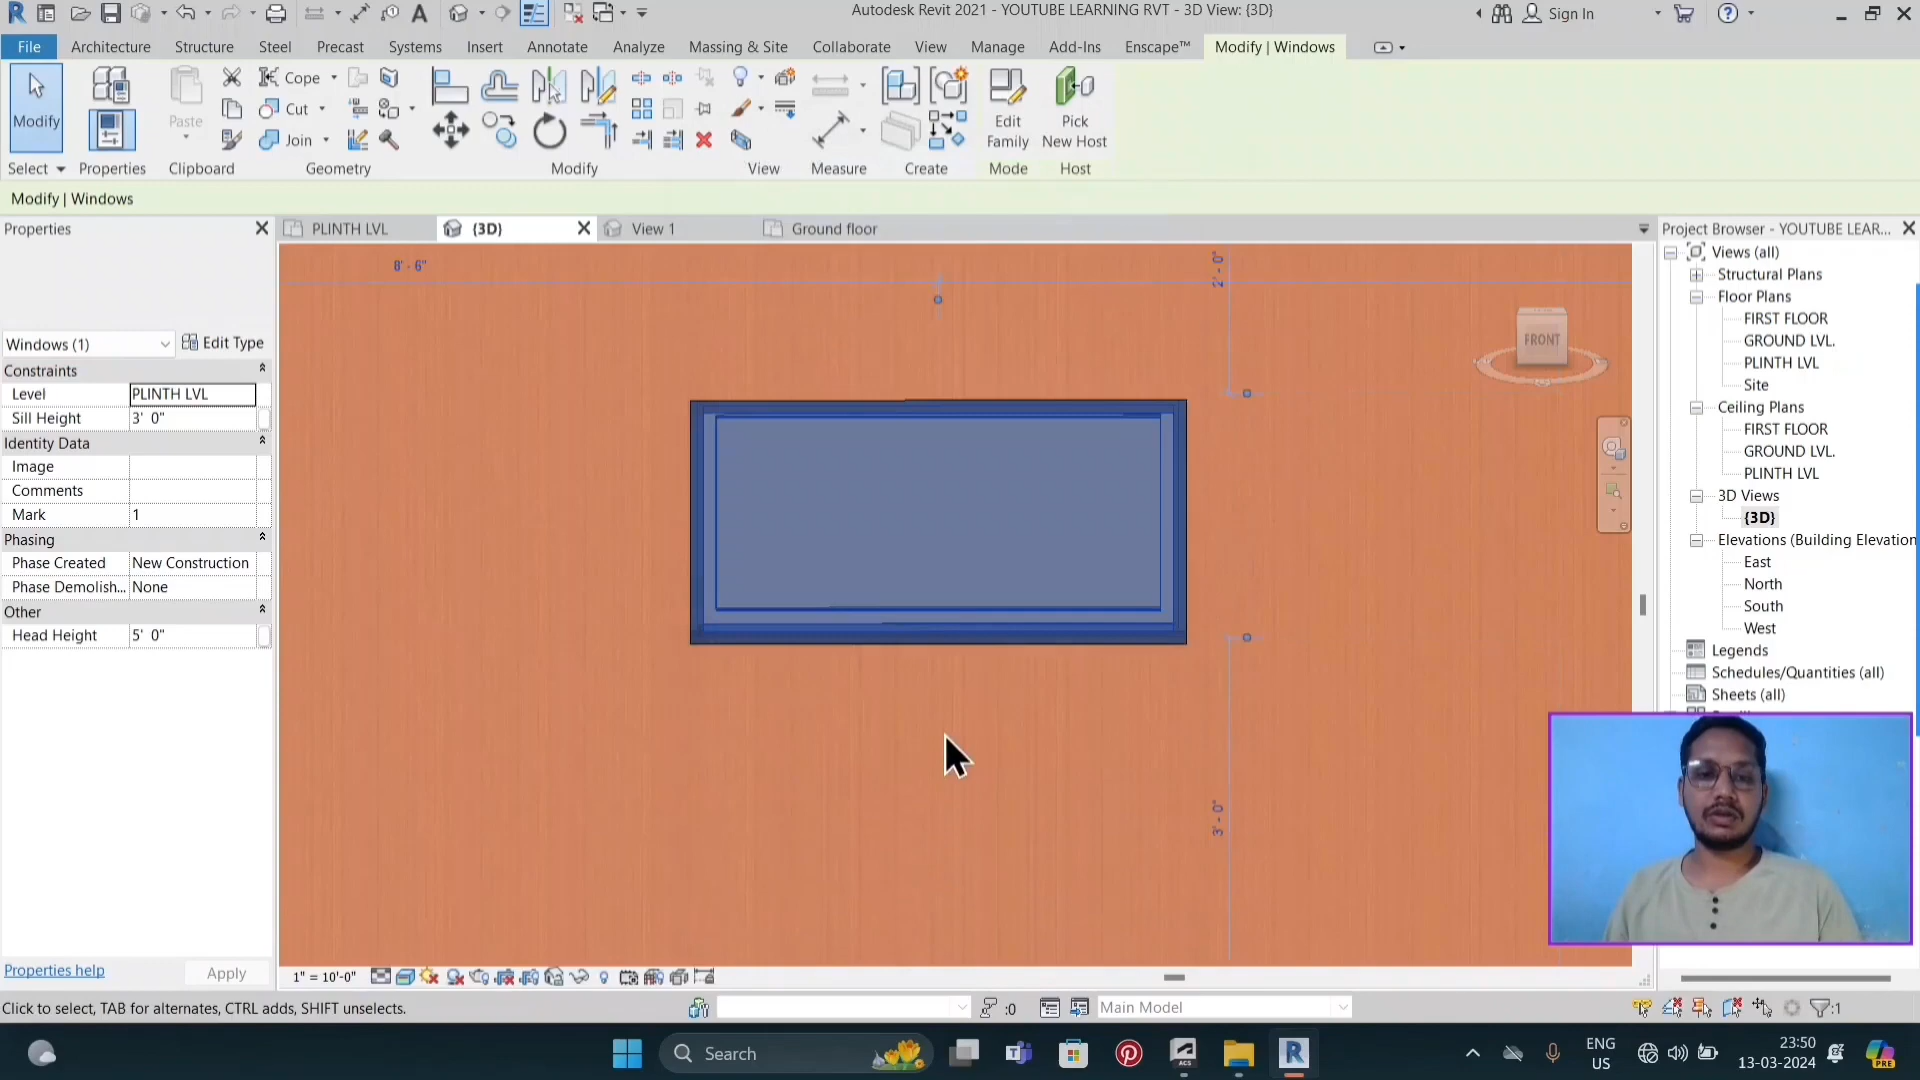 Autodesk Revit 2021 - YOUTUBE LEARNING RVT - 3D View: {3D}
Sign In
File
Architecture
Structure
Steel
Precast
Systems
Insert
Annotate
Analyze
Massing & Site
Collaborate
View
Manage
Add-Ins
Enscape™
Modify | Windows
Modify
Paste
Cope
Cut
Join
Edit
Family
Pick
New Host
Select
Properties
Clipboard
Geometry
Modify
View
Measure
Create
Mode
Host
Modify | Windows
Properties
PLINTH LVL
{3D}
View 1
Ground floor
Project Browser - YOUTUBE LEAR...
Windows (1)
Edit Type
Constraints
Level PLINTH LVL
Sill Height 3' 0"
Identity Data
Image
Comments
Mark 1
Phasing
Phase Created New Construction
Phase Demolish... None
Other
Head Height 5' 0"
Properties help
Apply
8' - 6"
2' - 0"
3' - 0"
FRONT
Views (all)
Structural Plans
Floor Plans
FIRST FLOOR
GROUND LVL.
PLINTH LVL
Site
Ceiling Plans
FIRST FLOOR
GROUND LVL.
PLINTH LVL
3D Views
{3D}
Elevations (Building Elevation
East
North
South
West
Legends
Schedules/Quantities (all)
Sheets (all)
1" = 10'-0"
Click to select, TAB for alternates, CTRL adds, SHIFT unselects.
:0
Main Model
:1
Search
ACS
ENG
US
23:50
13-03-2024
PRE